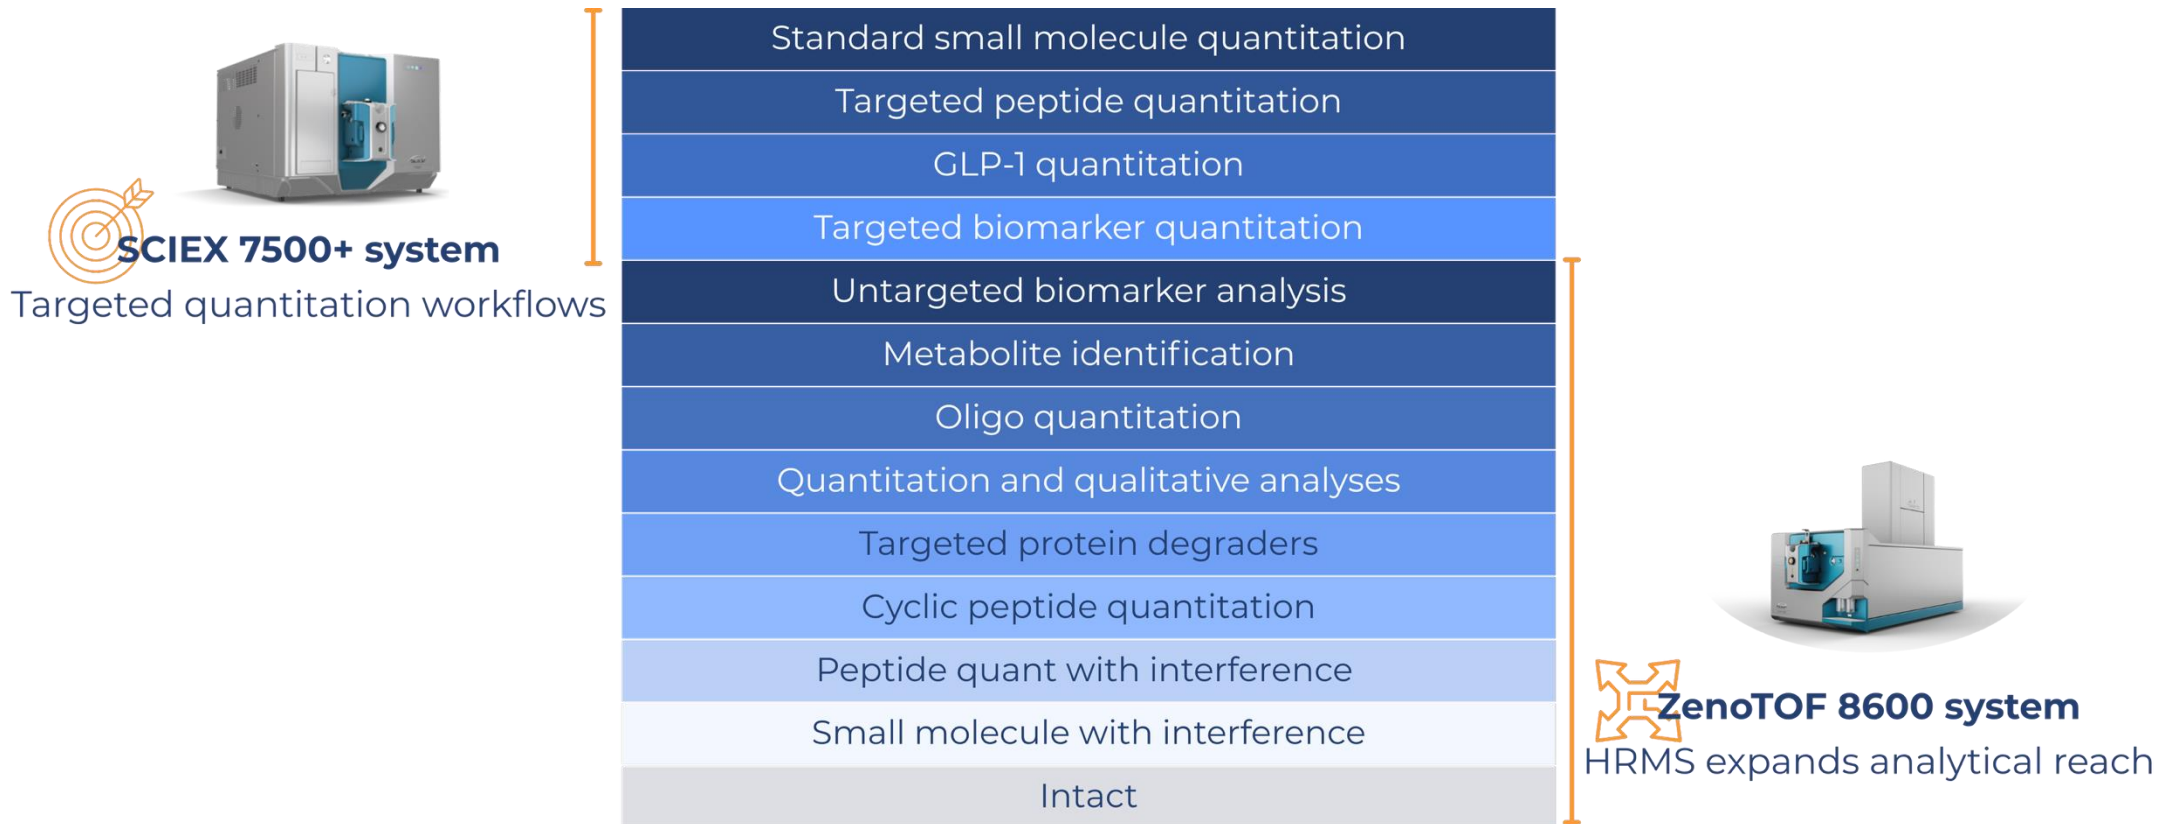 Standard small molecule quantitation
Targeted peptide quantitation
GLP-1 quantitation
Targeted biomarker quantitation
SCIEX 7500+ system
Targeted quantitation workflows
Untargeted biomarker analysis
Metabolite identification
Oligo quantitation
Quantitation and qualitative analyses
Targeted protein degraders
Cyclic peptide quantitation
Peptide quant with interference
Small molecule with interference
Intact
ZenoTOF 8600 system
HRMS expands analytical reach